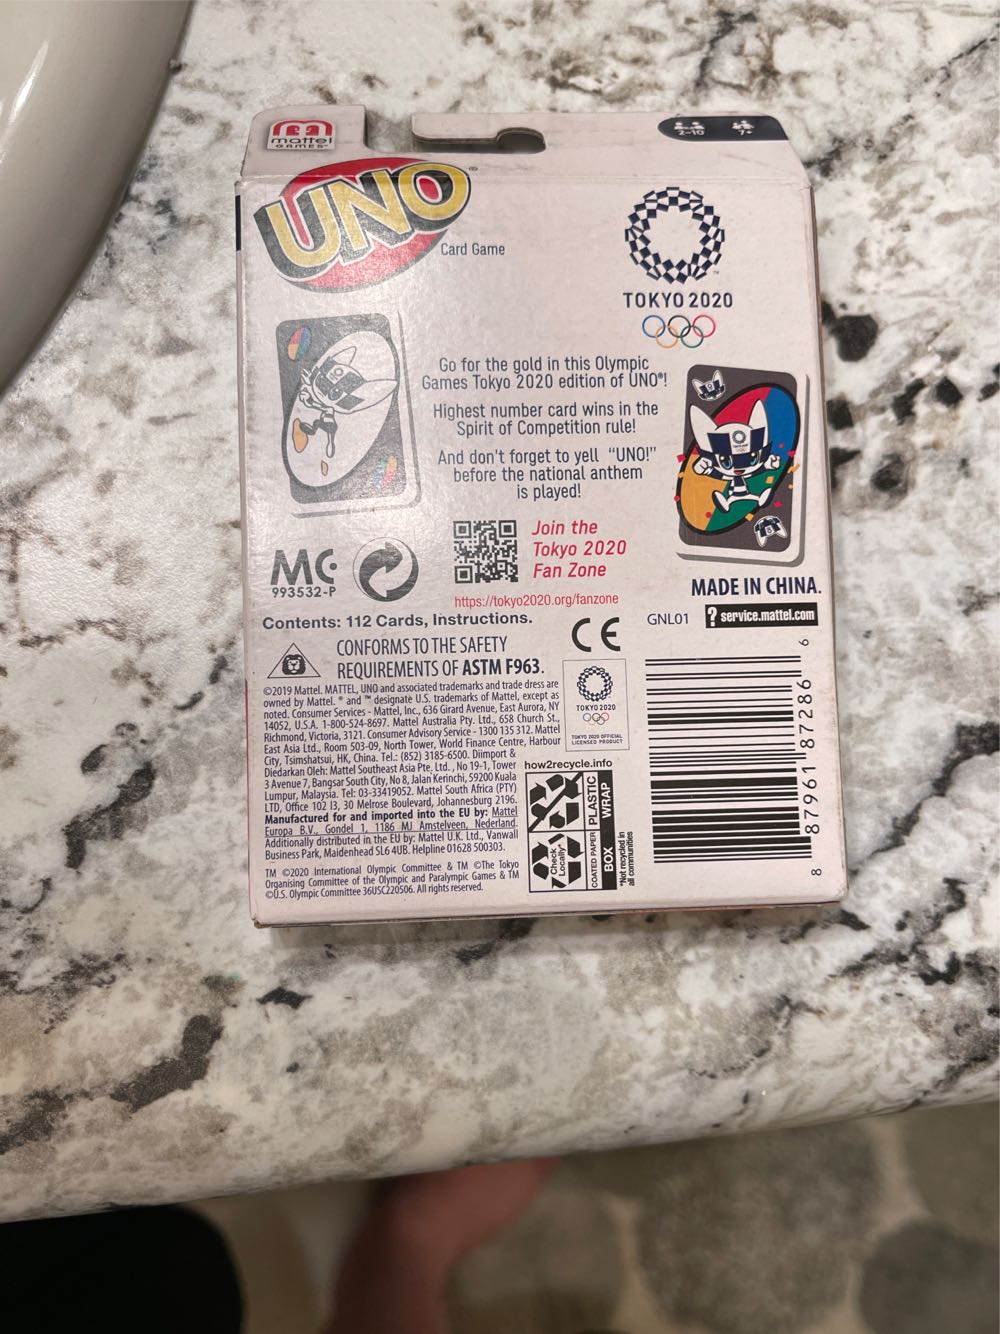 mattel
GAMES™
2-10
7+
UNO®
Card Game
TOKYO 2020
Go for the gold in this Olympic
Games Tokyo 2020 edition of UNO®!
Highest number card wins in the
Spirit of Competition rule!
And don't forget to yell "UNO!"
before the national anthem
is played!
Join the
Tokyo 2020
Fan Zone
https://tokyo2020.org/fanzone
MC
993532-P
MADE IN CHINA.
Contents: 112 Cards, Instructions.
CE
GNL01
? service.mattel.com
CONFORMS TO THE SAFETY
REQUIREMENTS OF ASTM F963.
©2019 Mattel. MATTEL, UNO and associated trademarks and trade dress are
owned by Mattel. ® and ™ designate U.S. trademarks of Mattel, except as
noted. Consumer Services - Mattel, Inc., 636 Girard Avenue, East Aurora, NY
14052, U.S.A. 1-800-524-8697. Mattel Australia Pty. Ltd., 658 Church St.,
Richmond, Victoria, 3121. Consumer Advisory Service - 1300 135 312. Mattel
East Asia Ltd., Room 503-09, North Tower, World Finance Centre, Harbour
City, Tsimshatsui, HK, China. Tel.: (852) 3185-6500. Diimport &
Diedarkan Oleh: Mattel Southeast Asia Pte. Ltd., No 19-1, Tower
3 Avenue 7, Bangsar South City, No 8, Jalan Kerinchi, 59200 Kuala
Lumpur, Malaysia. Tel: 03-33419052. Mattel South Africa (PTY)
LTD, Office 102 I3, 30 Melrose Boulevard, Johannesburg 2196.
Manufactured for and imported into the EU by: Mattel
Europa B.V., Gondel 1, 1186 MJ Amstelveen, Nederland.
Additionally distributed in the EU by: Mattel U.K. Ltd., Vanwall
Business Park, Maidenhead SL6 4UB. Helpline 01628 500303.
TM ©2020 International Olympic Committee & TM ©The Tokyo
Organising Committee of the Olympic and Paralympic Games & TM
©U.S. Olympic Committee 36USC220506. All rights reserved.
TOKYO 2020
TOKYO 2020 OFFICIAL
LICENSED PRODUCT
how2recycle.info
PLASTIC
WRAP
Check
Locally*
COATED PAPER
BOX
*Not recycled in
all communities
8 87961 87286 6